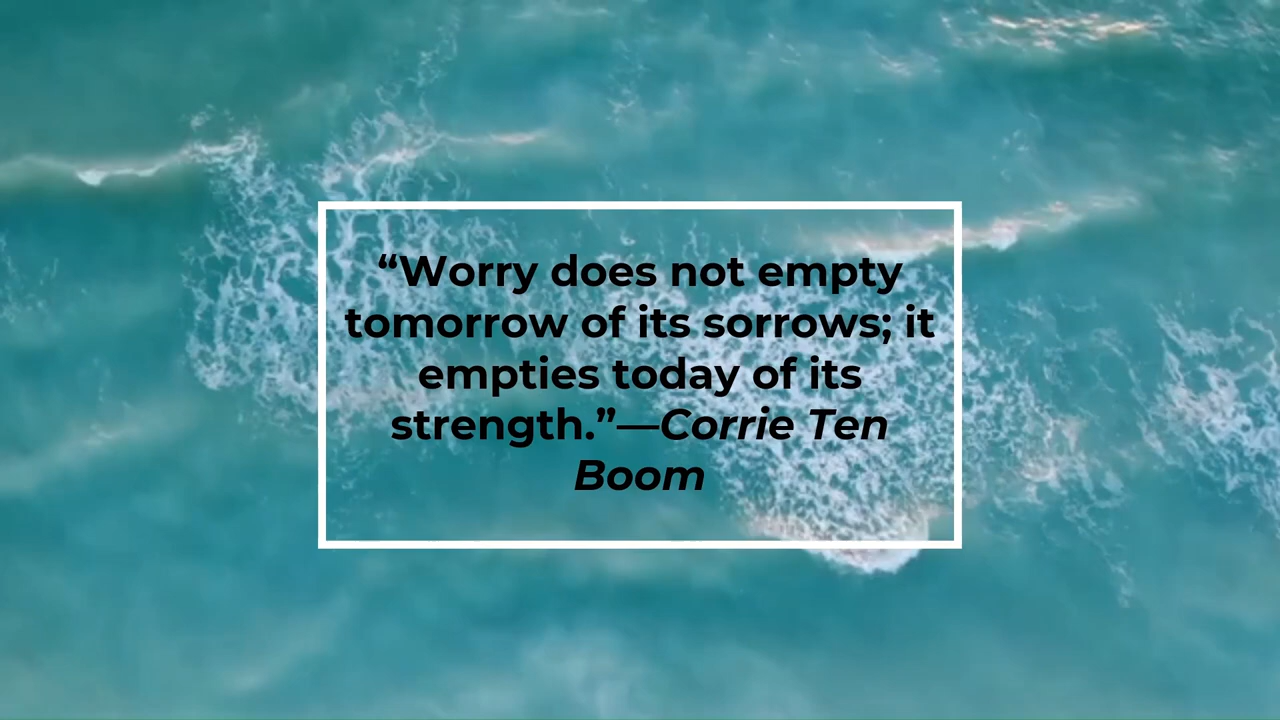 “Worry does not empty
tomorrow of its sorrows; it
empties today of its
strength.”—Corrie Ten
Boom